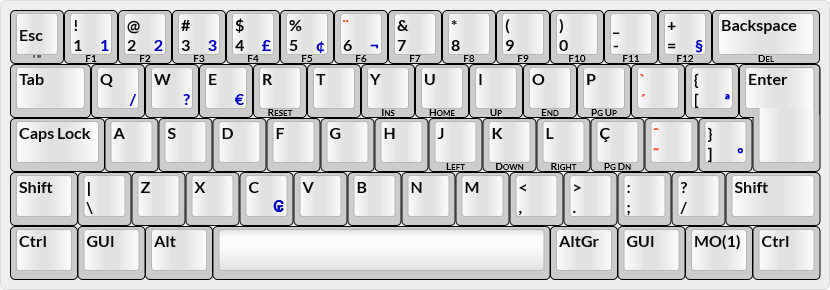 Esc ! 1 1 @ 2 2 # 3 3 $ 4 £ % 5 ¢ ¨ 6 ¬ & 7 * 8 ( 9 ) 0 _ - + = § Backspace
' " F1 F2 F3 F4 F5 F6 F7 F8 F9 F10 F11 F12 Del
Tab Q / W ? E € R T Y U I O P ` ´ { [ ª Enter
Reset Ins Home Up End Pg Up
Caps Lock A S D F G H J K L Ç ^ ~ } ] º
Left Down Right Pg Dn
Shift | \ Z X C ₢ V B N M < , > . : ; ? / Shift
Ctrl GUI Alt AltGr GUI MO(1) Ctrl